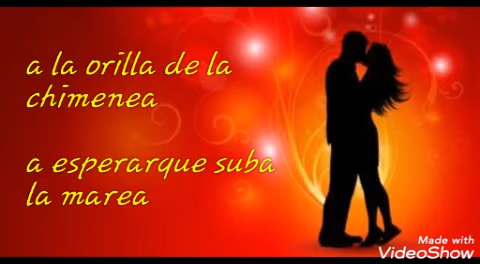 a la orilla de la
chimenea
a esperarque suba
la marea
Made with
VideoShow